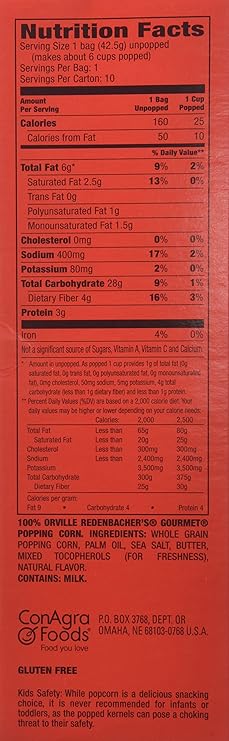 Nutrition Facts
Serving Size 1 bag (42.5g) unpopped
(makes about 6 cups popped)
Servings Per Bag: 1
Servings Per Carton: 10
Amount Per Serving 1 Bag Unpopped 1 Cup Popped
Calories 160 25
Calories from Fat 50 10
% Daily Value**
Total Fat 6g* 9% 2%
Saturated Fat 2.5g 13% 0%
Trans Fat 0g
Polyunsaturated Fat 1g
Monounsaturated Fat 1.5g
Cholesterol 0mg 0% 0%
Sodium 400mg 17% 2%
Potassium 80mg 2% 0%
Total Carbohydrate 28g 9% 1%
Dietary Fiber 4g 16% 3%
Protein 3g
Iron 4% 0%
Not a significant source of Sugars, Vitamin A, Vitamin C and Calcium.
* Amount in unpopped. As popped 1 cup provides 1g of total fat (0g
saturated fat, 0g trans fat, 0g polyunsaturated fat, 0g monounsaturated
fat), 0mg cholesterol, 50mg sodium, 5mg potassium, 4g total
carbohydrate (less than 1g dietary fiber) and less than 1g protein.
** Percent Daily Values (%DV) are based on a 2,000 calorie diet. Your
daily values may be higher or lower depending on your calorie needs:
Calories: 2,000 2,500
Total Fat Less than 65g 80g
Saturated Fat Less than 20g 25g
Cholesterol Less than 300mg 300mg
Sodium Less than 2,400mg 2,400mg
Potassium 3,500mg 3,500mg
Total Carbohydrate 300g 375g
Dietary Fiber 25g 30g
Calories per gram:
Fat 9 • Carbohydrate 4 • Protein 4
100% ORVILLE REDENBACHER'S® GOURMET®
POPPING CORN. INGREDIENTS: WHOLE GRAIN
POPPING CORN, PALM OIL, SEA SALT, BUTTER,
MIXED TOCOPHEROLS (FOR FRESHNESS),
NATURAL FLAVOR.
CONTAINS: MILK.
ConAgra Foods®
Food you love
P.O. BOX 3768, DEPT. OR
OMAHA, NE 68103-0768 U.S.A.
GLUTEN FREE
Kids Safety: While popcorn is a delicious snacking
choice, it is never recommended for infants or
toddlers, as the popped kernels can pose a choking
threat to their safety.